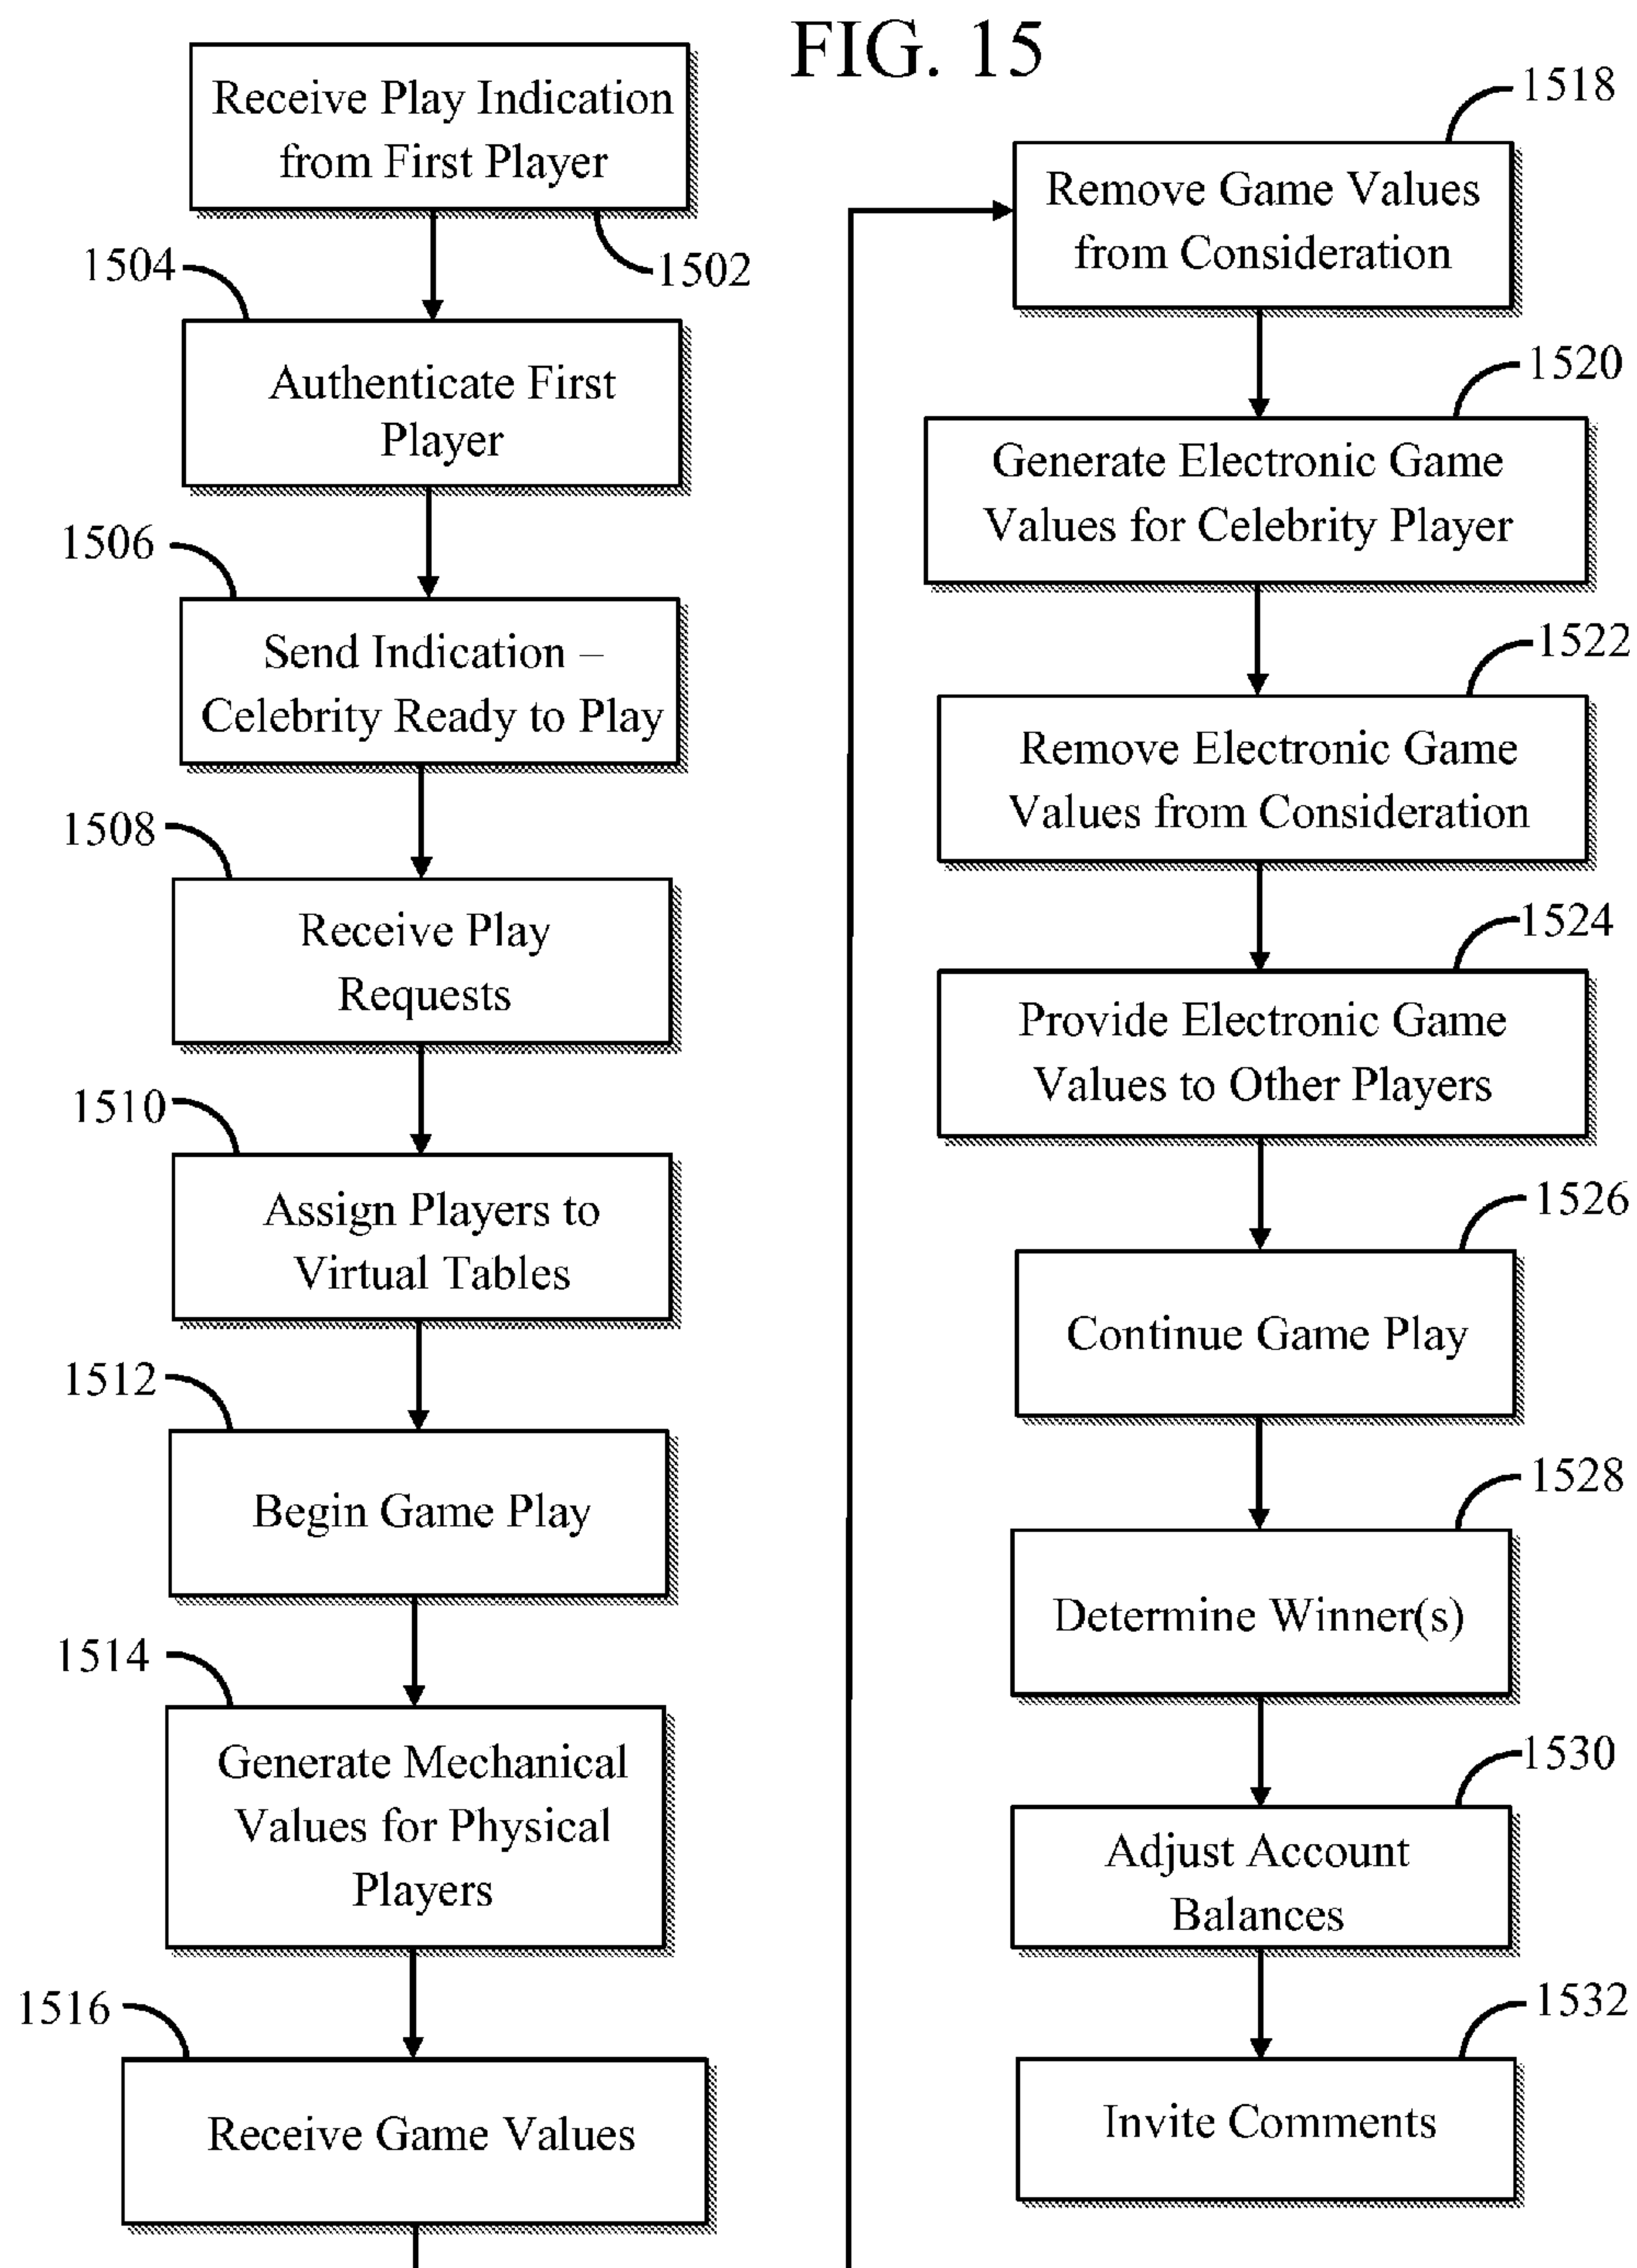 FIG. 15
Receive Play Indication
from First Player
1502
1504
Authenticate First
Player
1506
Send Indication –
Celebrity Ready to Play
1508
Receive Play
Requests
1510
Assign Players to
Virtual Tables
1512
Begin Game Play
1514
Generate Mechanical
Values for Physical
Players
1516
Receive Game Values
1518
Remove Game Values
from Consideration
1520
Generate Electronic Game
Values for Celebrity Player
1522
Remove Electronic Game
Values from Consideration
1524
Provide Electronic Game
Values to Other Players
1526
Continue Game Play
1528
Determine Winner(s)
1530
Adjust Account
Balances
1532
Invite Comments